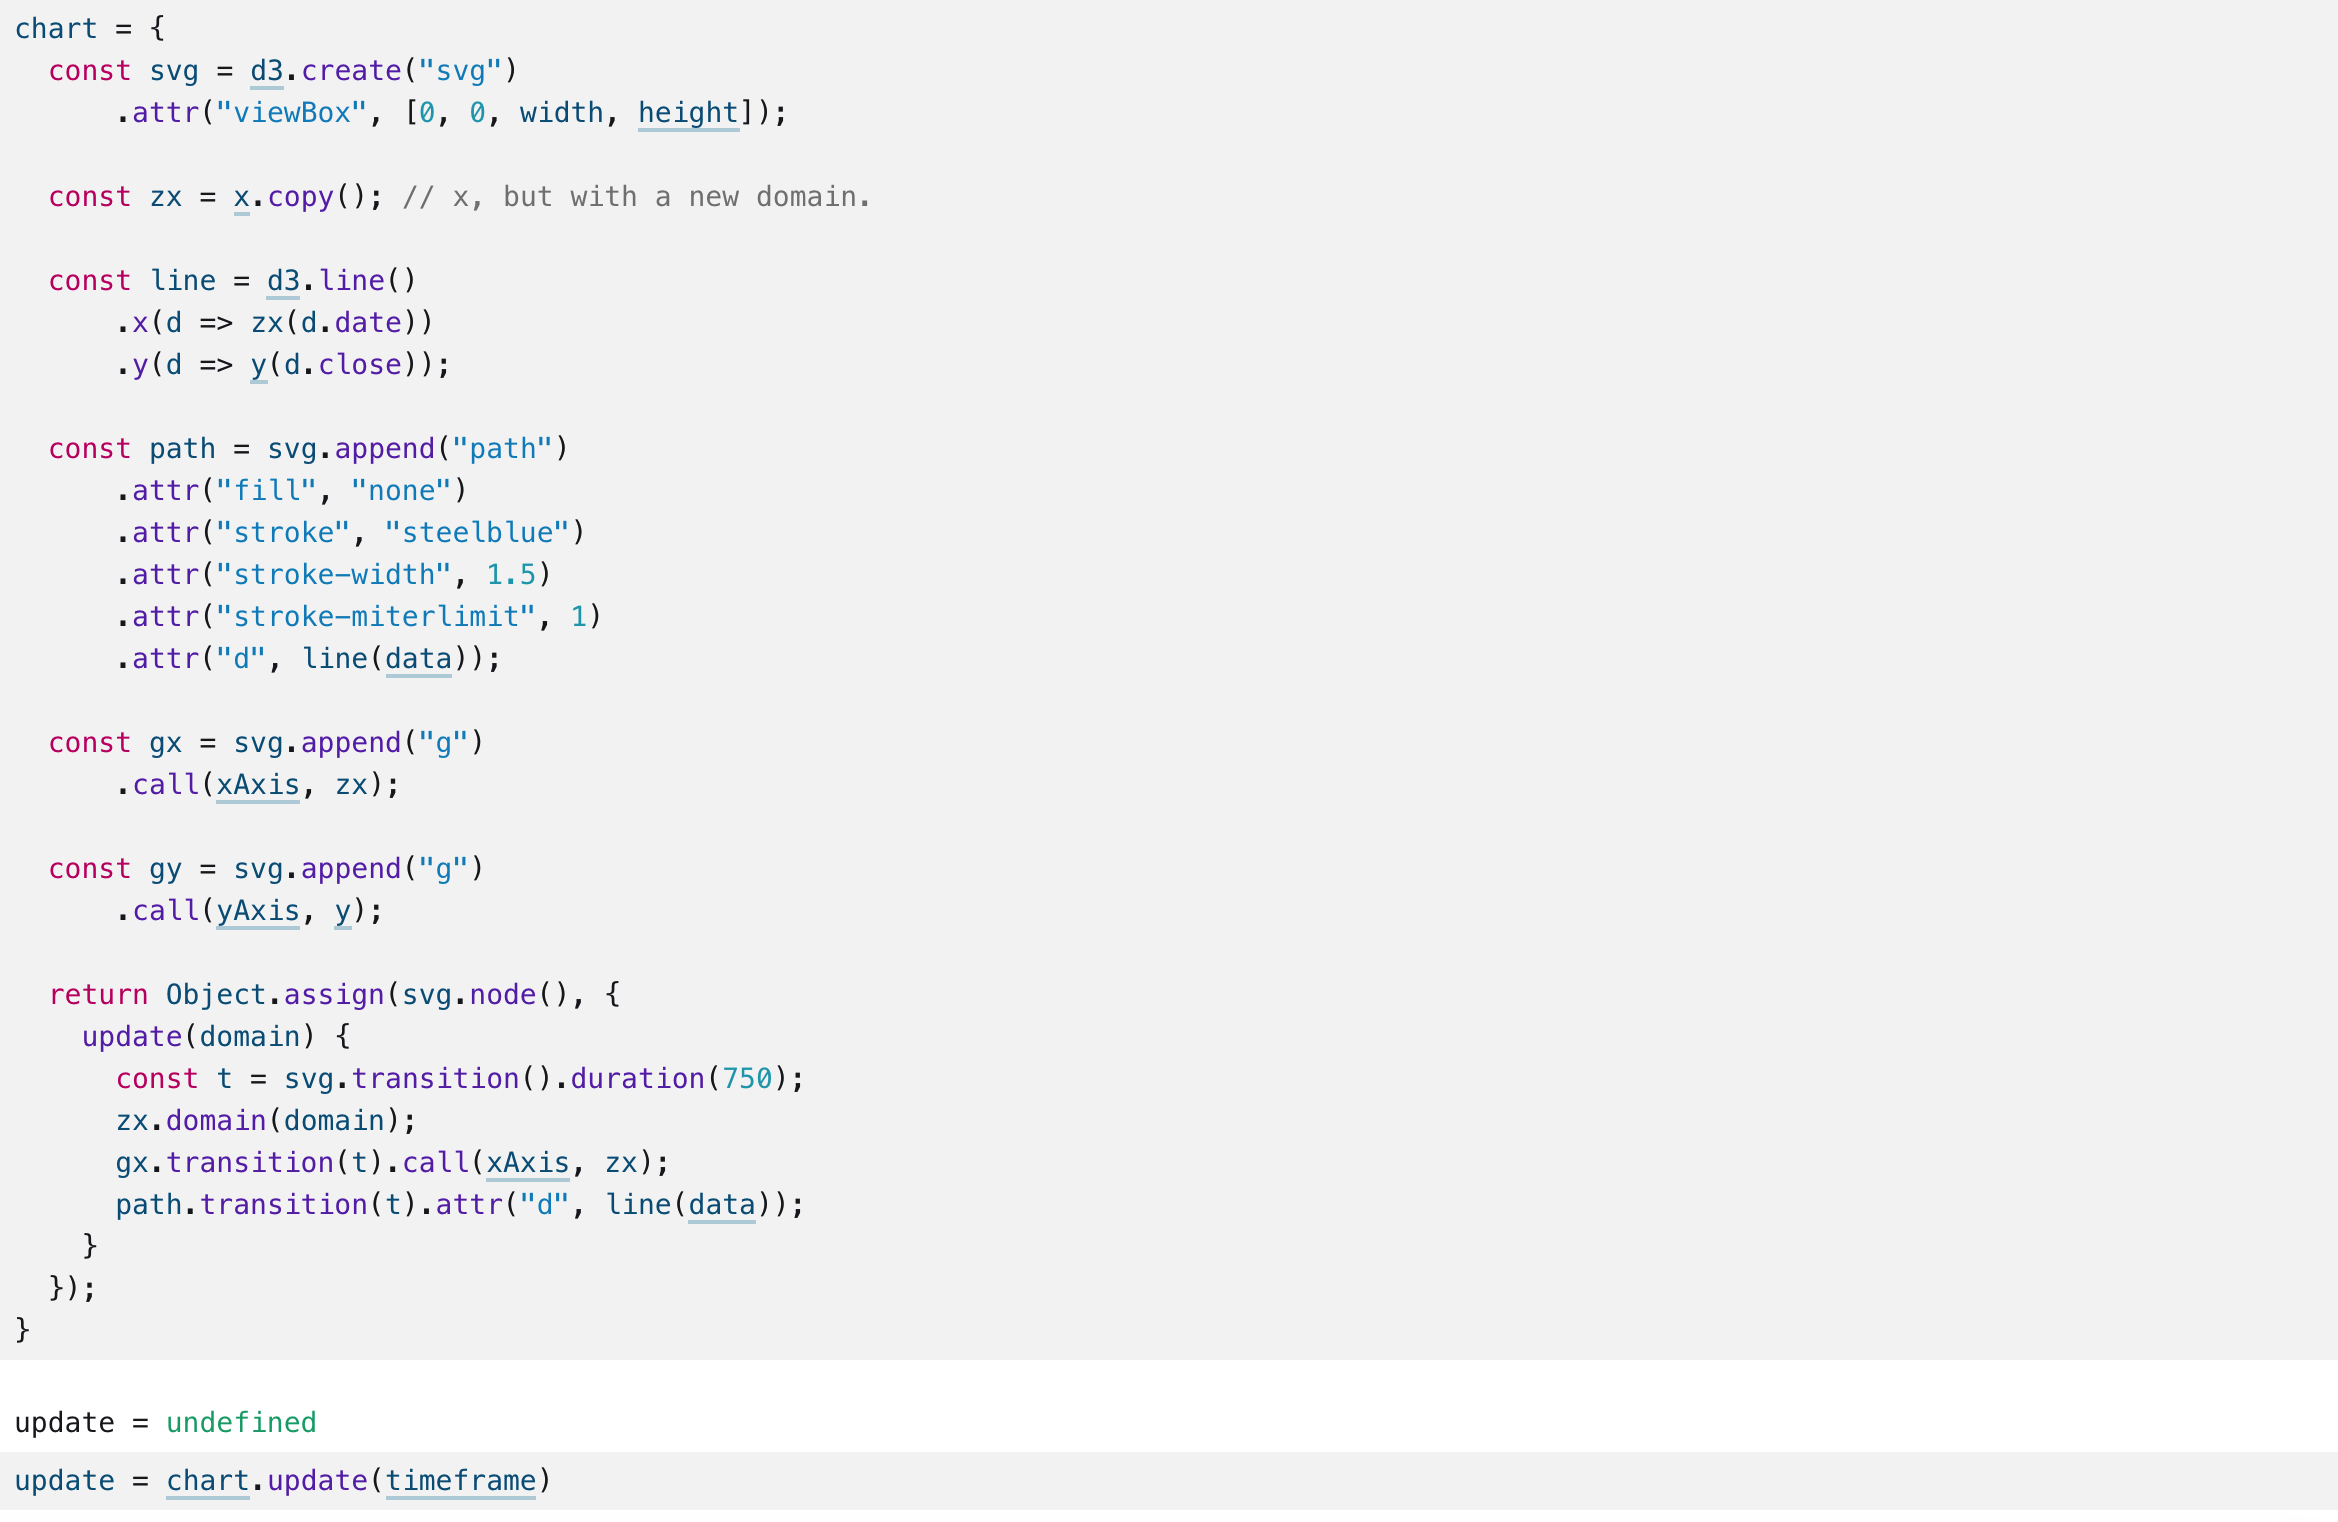 chart = {
  const svg = d3.create("svg")
      .attr("viewBox", [0, 0, width, height]);

  const zx = x.copy(); // x, but with a new domain.

  const line = d3.line()
      .x(d => zx(d.date))
      .y(d => y(d.close));

  const path = svg.append("path")
      .attr("fill", "none")
      .attr("stroke", "steelblue")
      .attr("stroke-width", 1.5)
      .attr("stroke-miterlimit", 1)
      .attr("d", line(data));

  const gx = svg.append("g")
      .call(xAxis, zx);

  const gy = svg.append("g")
      .call(yAxis, y);

  return Object.assign(svg.node(), {
    update(domain) {
      const t = svg.transition().duration(750);
      zx.domain(domain);
      gx.transition(t).call(xAxis, zx);
      path.transition(t).attr("d", line(data));
    }
  });
}

update = undefined
update = chart.update(timeframe)